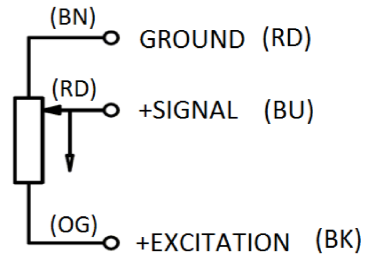 (BN)
GROUND (RD)
(RD)
+SIGNAL (BU)
(OG)
+EXCITATION (BK)